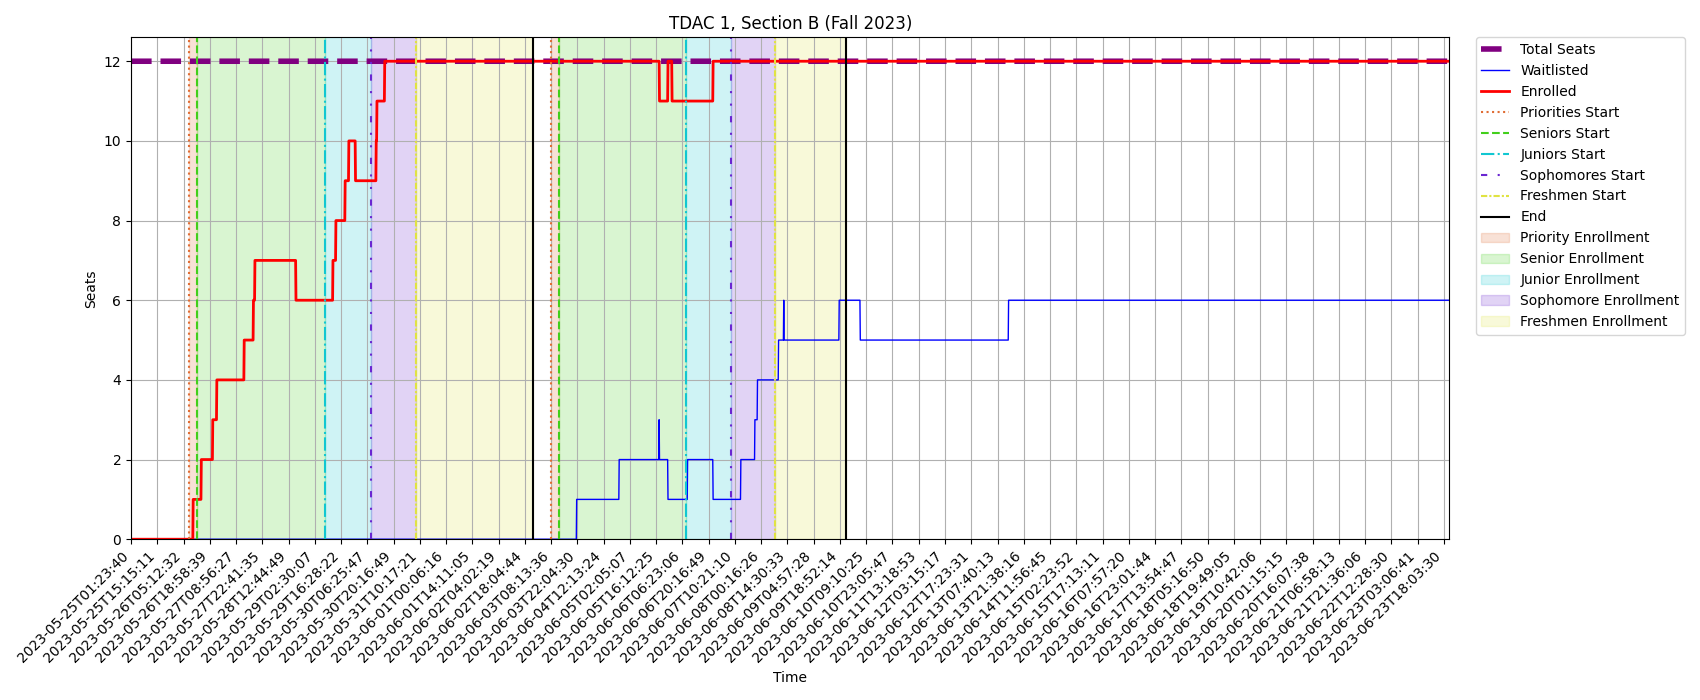 TDAC 1, Section B (Fall 2023)
Seats
12
10
8
6
4
2
0
2023-05-25T01:23:40
2023-05-25T15:15:11
2023-05-26T05:12:32
2023-05-26T18:58:39
2023-05-27T08:56:27
2023-05-27T22:41:35
2023-05-28T12:44:49
2023-05-29T02:30:07
2023-05-29T16:28:22
2023-05-30T06:25:47
2023-05-30T20:16:49
2023-05-31T10:17:21
2023-06-01T00:06:16
2023-06-01T14:11:05
2023-06-02T04:02:19
2023-06-02T18:04:44
2023-06-03T08:13:36
2023-06-03T22:04:30
2023-06-04T12:13:24
2023-06-05T02:05:07
2023-06-05T16:12:25
2023-06-06T06:23:06
2023-06-06T20:16:49
2023-06-07T10:21:10
2023-06-08T00:16:26
2023-06-08T14:30:33
2023-06-09T04:57:28
2023-06-09T18:52:14
2023-06-10T09:10:25
2023-06-10T23:05:47
2023-06-11T13:18:53
2023-06-12T03:15:17
2023-06-12T17:23:31
2023-06-13T07:40:13
2023-06-13T21:38:16
2023-06-14T11:56:45
2023-06-15T02:23:52
2023-06-15T17:13:11
2023-06-16T07:57:20
2023-06-16T23:01:44
2023-06-17T13:54:47
2023-06-18T05:16:50
2023-06-18T19:49:05
2023-06-19T10:42:06
2023-06-20T01:15:15
2023-06-20T16:07:38
2023-06-21T06:58:13
2023-06-21T21:36:06
2023-06-22T12:28:30
2023-06-23T03:06:41
2023-06-23T18:03:30
Time
Total Seats
Waitlisted
Enrolled
Priorities Start
Seniors Start
Juniors Start
Sophomores Start
Freshmen Start
End
Priority Enrollment
Senior Enrollment
Junior Enrollment
Sophomore Enrollment
Freshmen Enrollment